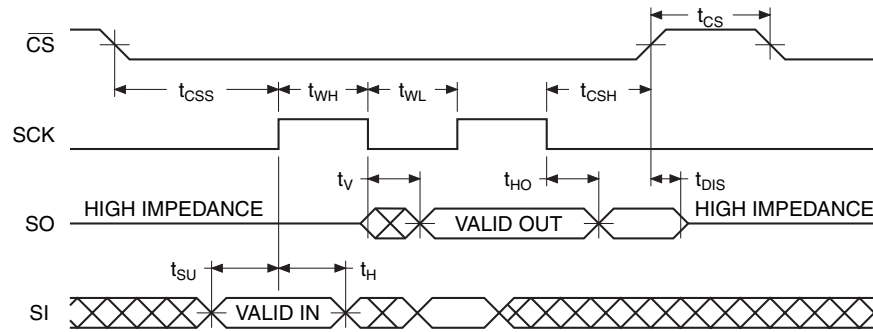 t_CS
C̅S̅
t_CSS t_WH t_WL t_CSH
SCK
t_V t_HO t_DIS
HIGH IMPEDANCE HIGH IMPEDANCE
SO VALID OUT
t_SU t_H
SI VALID IN